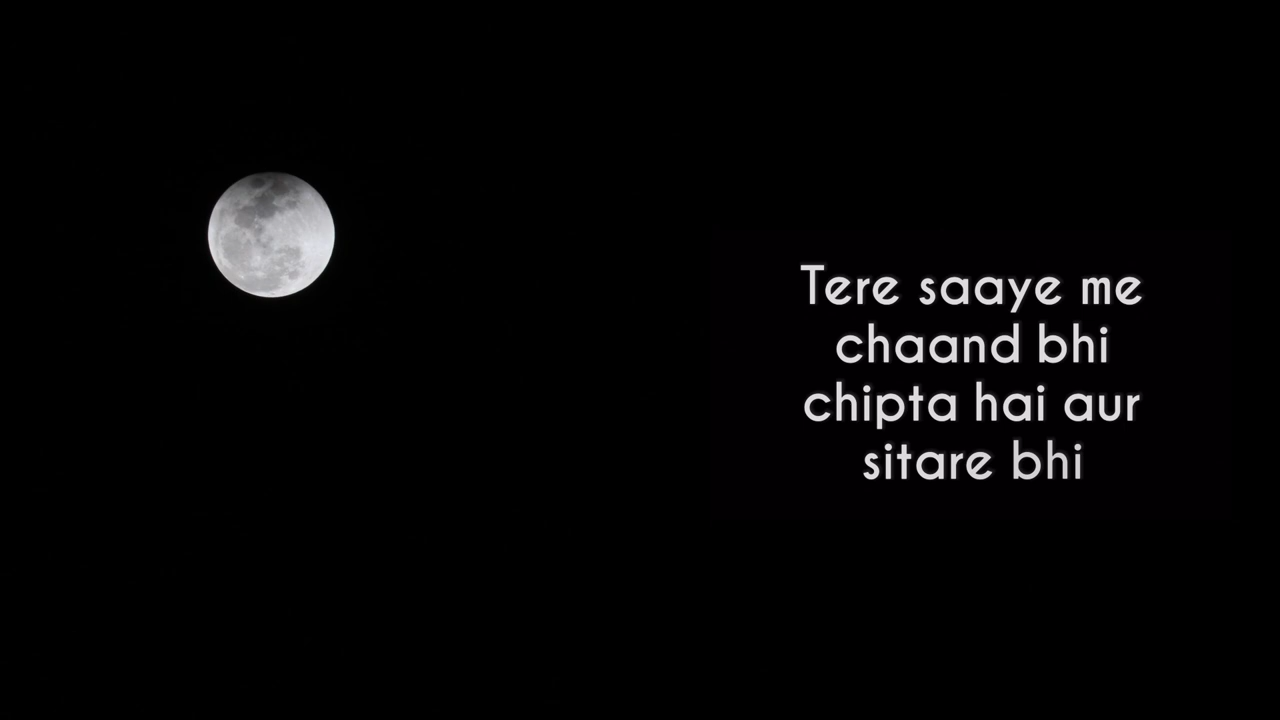 Tere saaye me
chaand bhi
chipta hai aur
sitare bhi